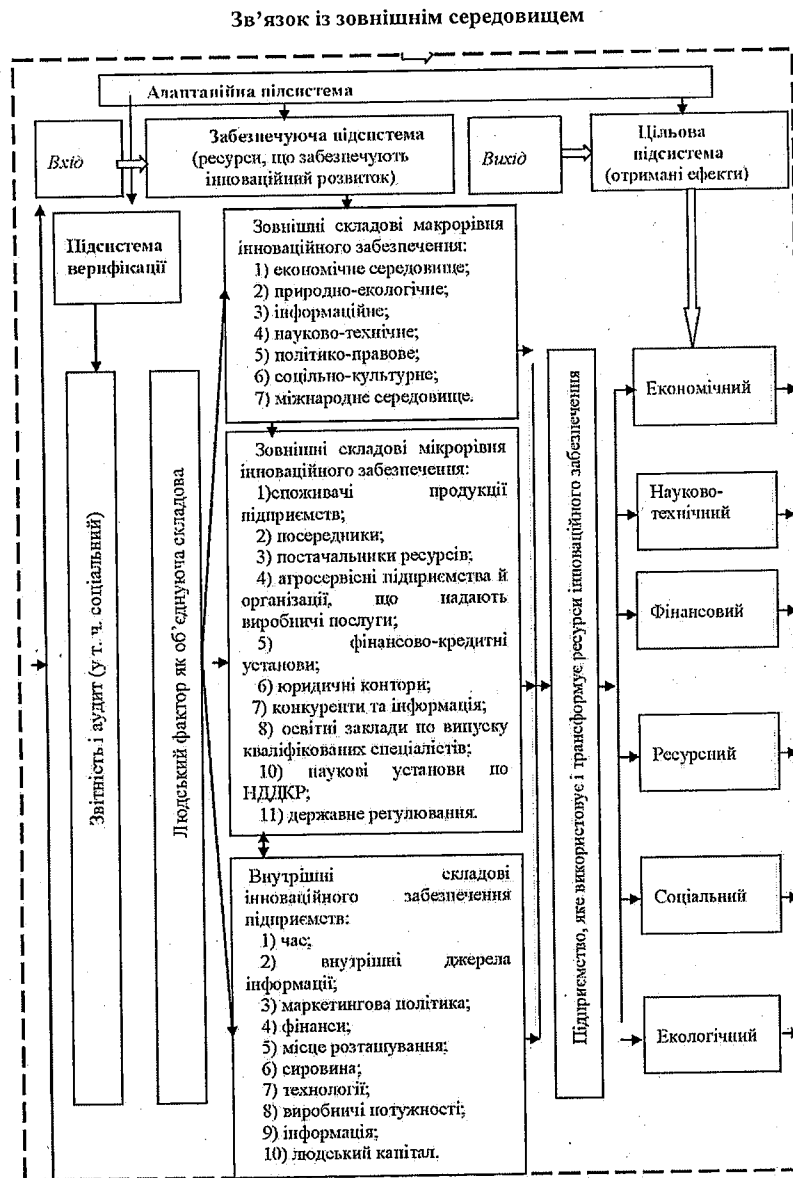 Зв’язок із зовнішнім середовищем
Адаптаційна підсистема
Вхід
Забезпечуюча підсистема
(ресурси, що забезпечують
інноваційний розвиток)
Вихід
Цільова
підсистема
(отримані ефекти)
Підсистема
верифікації
Звітність і аудит (у т. ч. соціальний)
Людський фактор як об’єднуюча складова
Зовнішні складові макрорівня
інноваційного забезпечення:
1) економічне середовище;
2) природно-екологічне;
3) інформаційне;
4) науково-технічне;
5) політико-правове;
6) соцільно-культурне;
7) міжнародне середовище.
Зовнішні складові мікрорівня
інноваційного забезпечення:
1)споживачі продукції
підприємств;
2) посередники;
3) постачальники ресурсів;
4) агросервісні підприємства й
організації, що надають
виробничі послуги;
5) фінансово-кредитні
установи;
6) юридичні контори;
7) конкуренти та інформація;
8) освітні заклади по випуску
кваліфікованих спеціалістів;
10) наукові установи по
НДДКР;
11) державне регулювання.
Внутрішні складові
інноваційного забезпечення
підприємств:
1) час;
2) внутрішні джерела
інформації;
3) маркетингова політика;
4) фінанси;
5) місце розташування;
6) сировина;
7) технології;
8) виробничі потужності;
9) інформація;
10) людський капітал.
Підприємство, яке використовує і трансформує ресурси інноваційного забезпечення
Економічний
Науково-
технічний
Фінансовий
Ресурсний
Соціальний
Екологічний